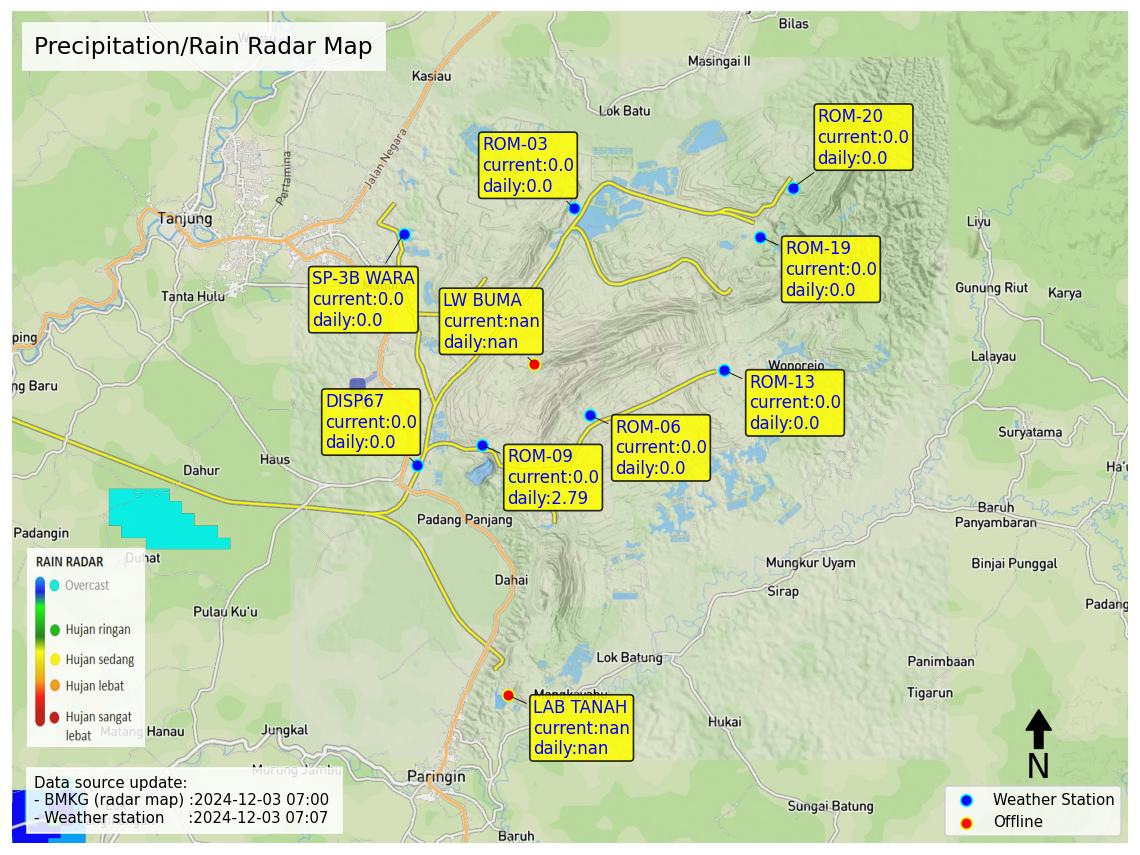 Precipitation/Rain Radar Map
Bilas
Masingai II
Kasiau
Lok Batu
Jalan Negara
Pertamina
Tanjung
Tanta Hulu
ROM-03
current:0.0
daily:0.0
ROM-20
current:0.0
daily:0.0
ROM-19
current:0.0
daily:0.0
Liyu
Gunung Riut
Karya
Lalayau
SP-3B WARA
current:0.0
daily:0.0
LW BUMA
current:nan
daily:nan
ping
ng Baru
Wonorejo
ROM-13
current:0.0
daily:0.0
DISP67
current:0.0
daily:0.0
ROM-06
current:0.0
daily:0.0
ROM-09
current:0.0
daily:2.79
Suryatama
Ha'u
Haus
Dahur
Padang Panjang
Baruh
Panyambaran
Padangin
Duhat
Mungkur Uyam
Binjai Punggal
Dahai
Sirap
Padang
Pulau Ku'u
RAIN RADAR
Overcast
Hujan ringan
Hujan sedang
Hujan lebat
Hujan sangat
lebat
Lok Batung
Panimbaan
Tigarun
Mangkayahu
LAB TANAH
current:nan
daily:nan
Hukai
Matang Hanau
Jungkal
Murung Jambu
Paringin
Sungai Batung
Baruh
Data source update:
- BMKG (radar map) :2024-12-03 07:00
- Weather station :2024-12-03 07:07
N
Weather Station
Offline